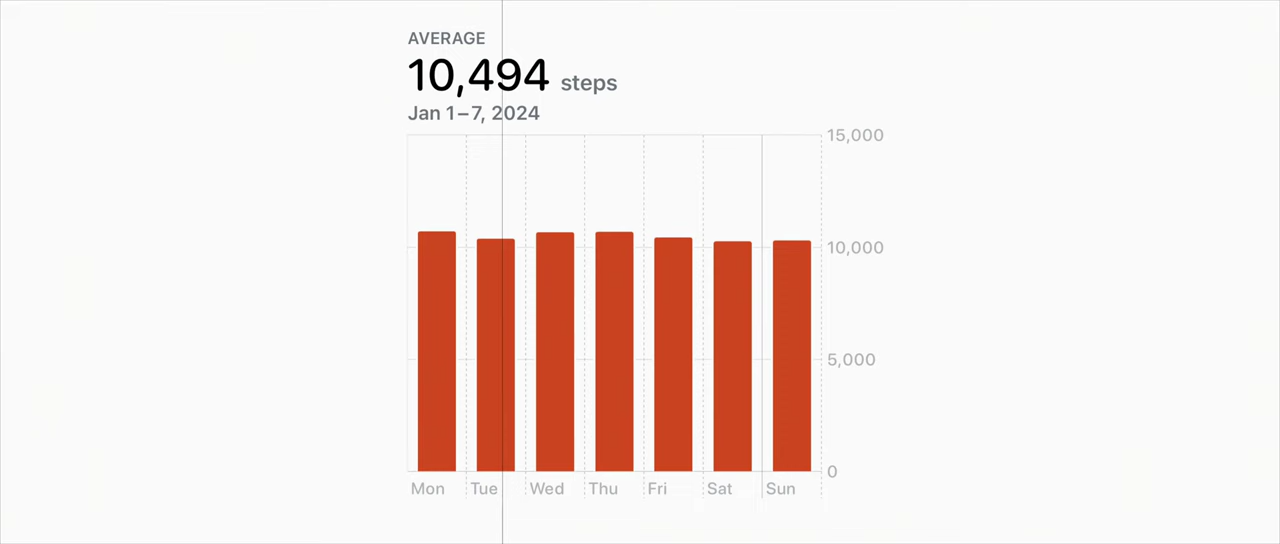 AVERAGE
10,494 steps
Jan 1–7, 2024
15,000
10,000
5,000
0
Mon Tue Wed Thu Fri Sat Sun